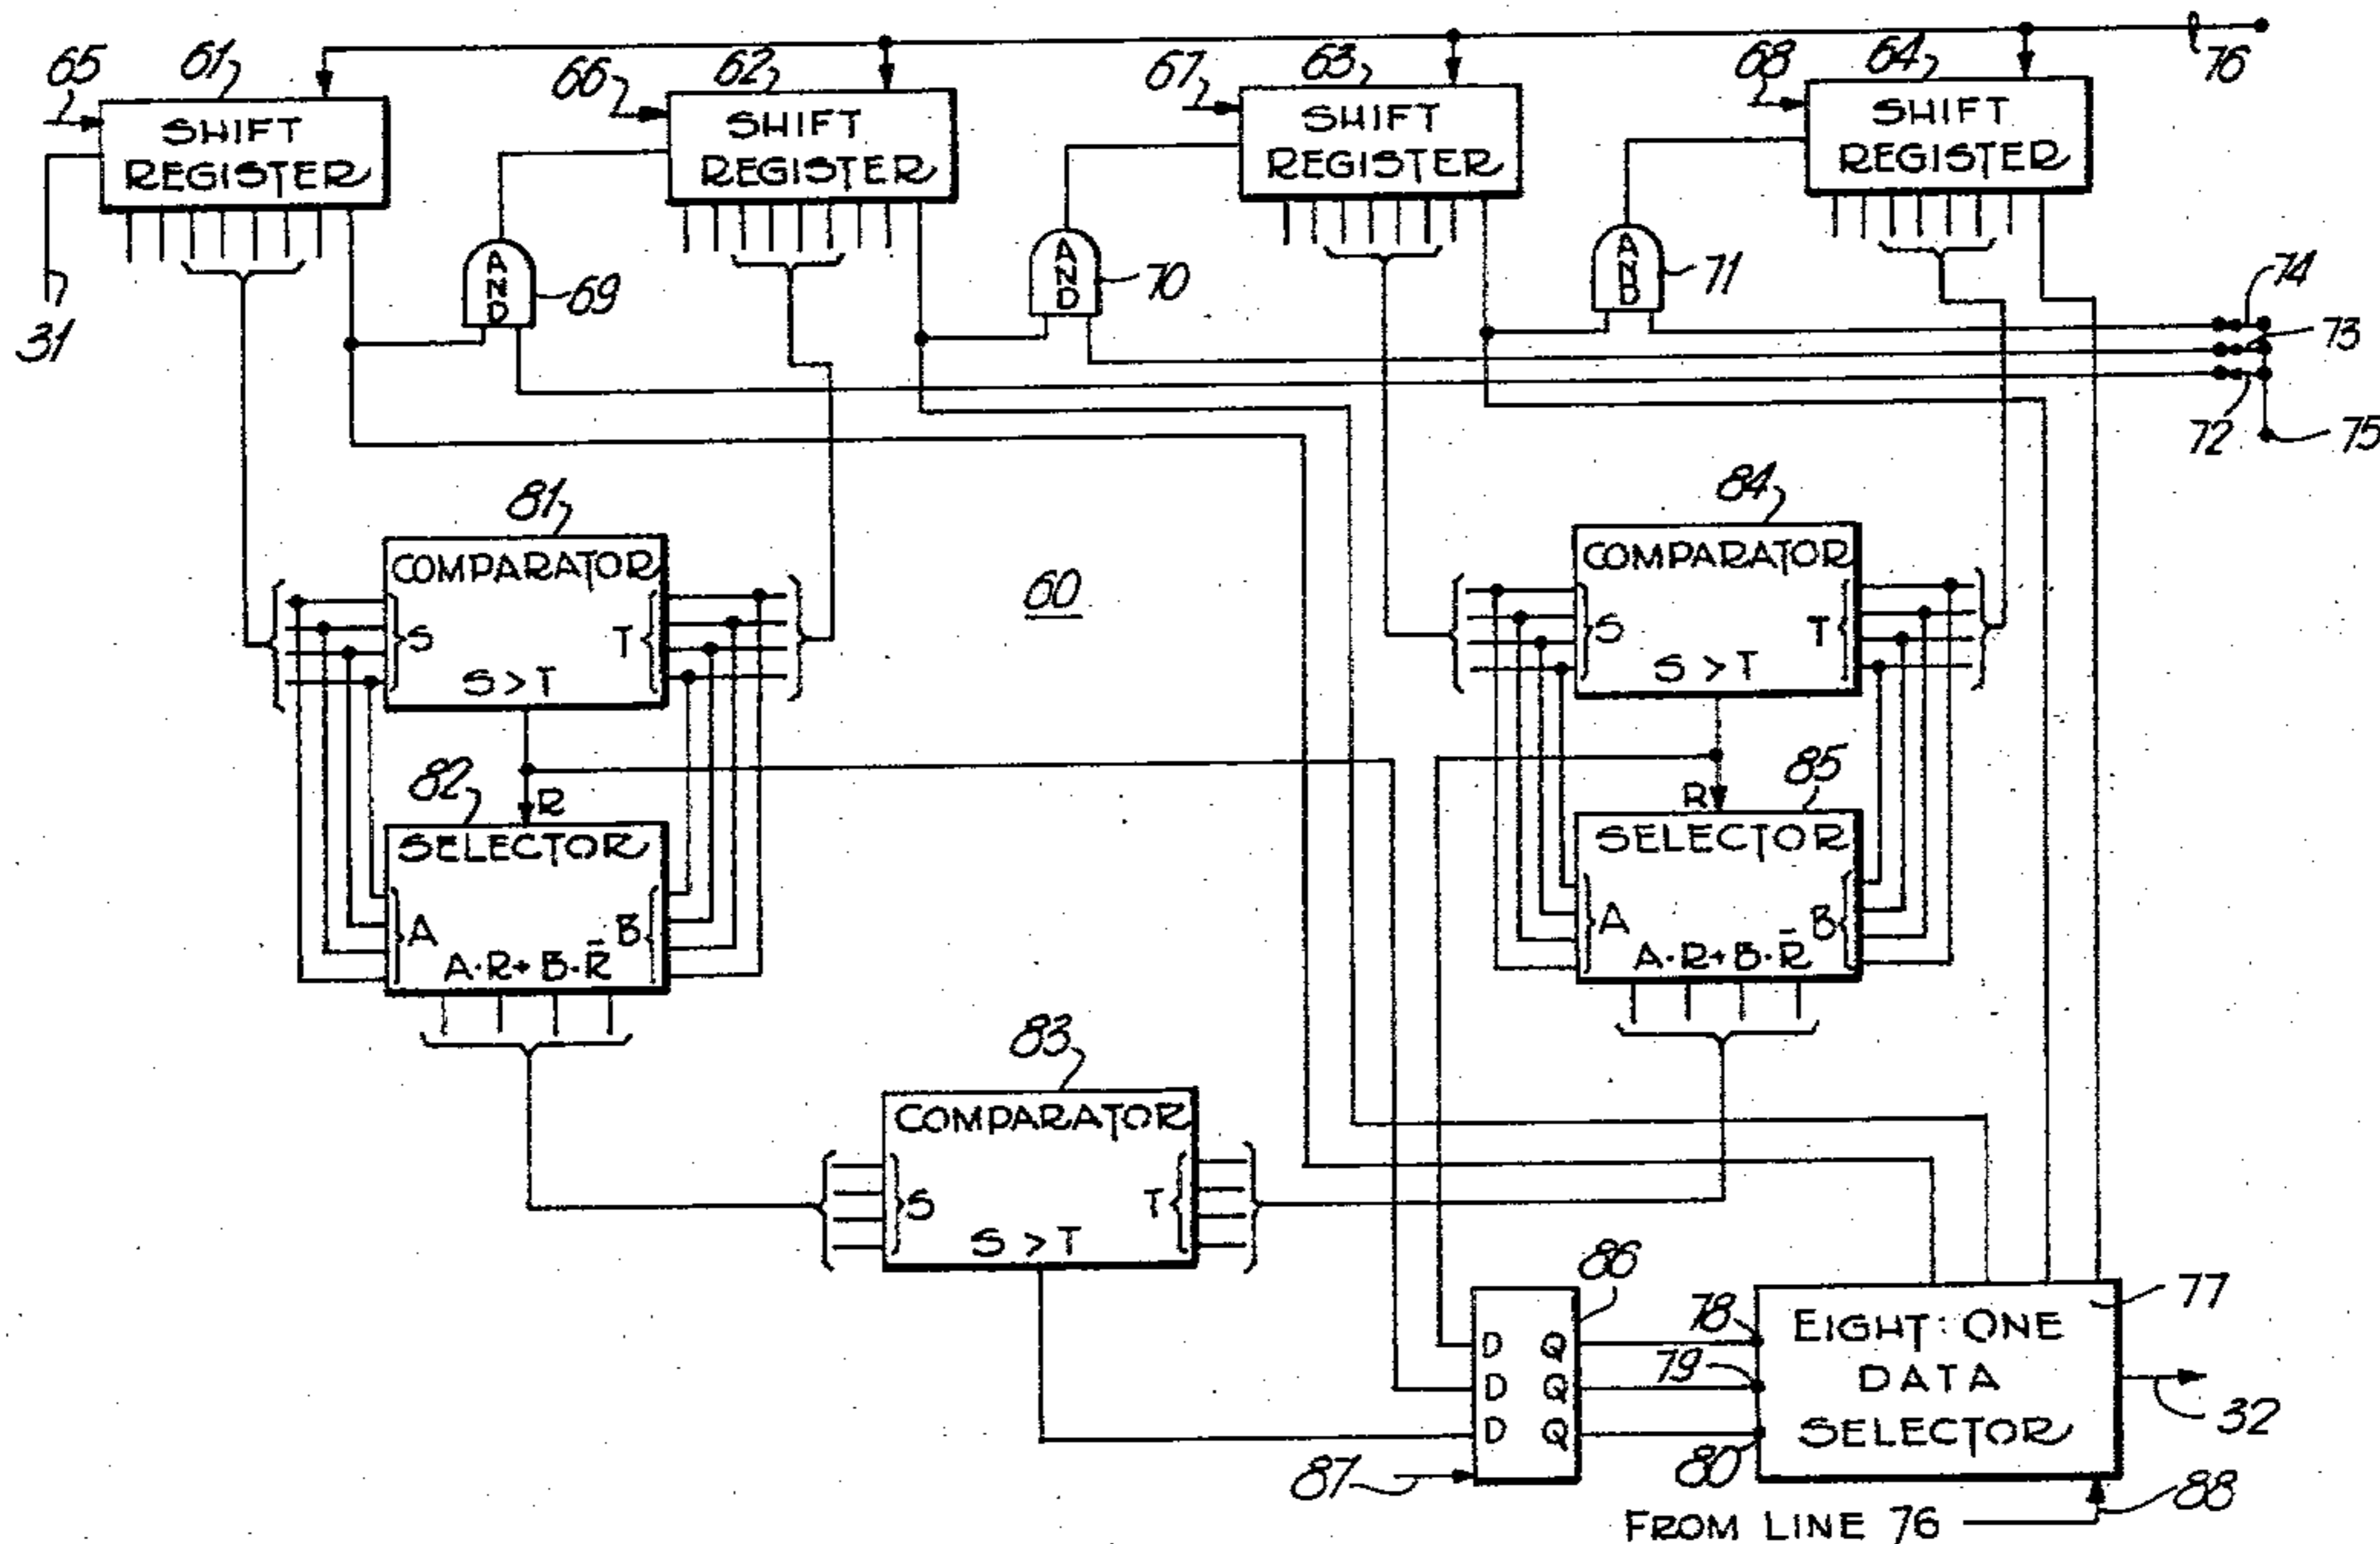 76
65
61
66
62
67
63
68
64
SHIFT
REGISTER
SHIFT
REGISTER
SHIFT
REGISTER
SHIFT
REGISTER
31
AND
69
AND
70
AND
71
74
73
72
75
81
COMPARATOR
S
T
S > T
60
84
COMPARATOR
S
T
S > T
82
R
SELECTOR
A
B
A·R+B·R̄
R
85
SELECTOR
A
B
A·R+B·R̄
83
COMPARATOR
S
T
S > T
86
D Q
D Q
D Q
87
78
79
80
77
EIGHT:ONE
DATA
SELECTOR
32
88
FROM LINE 76